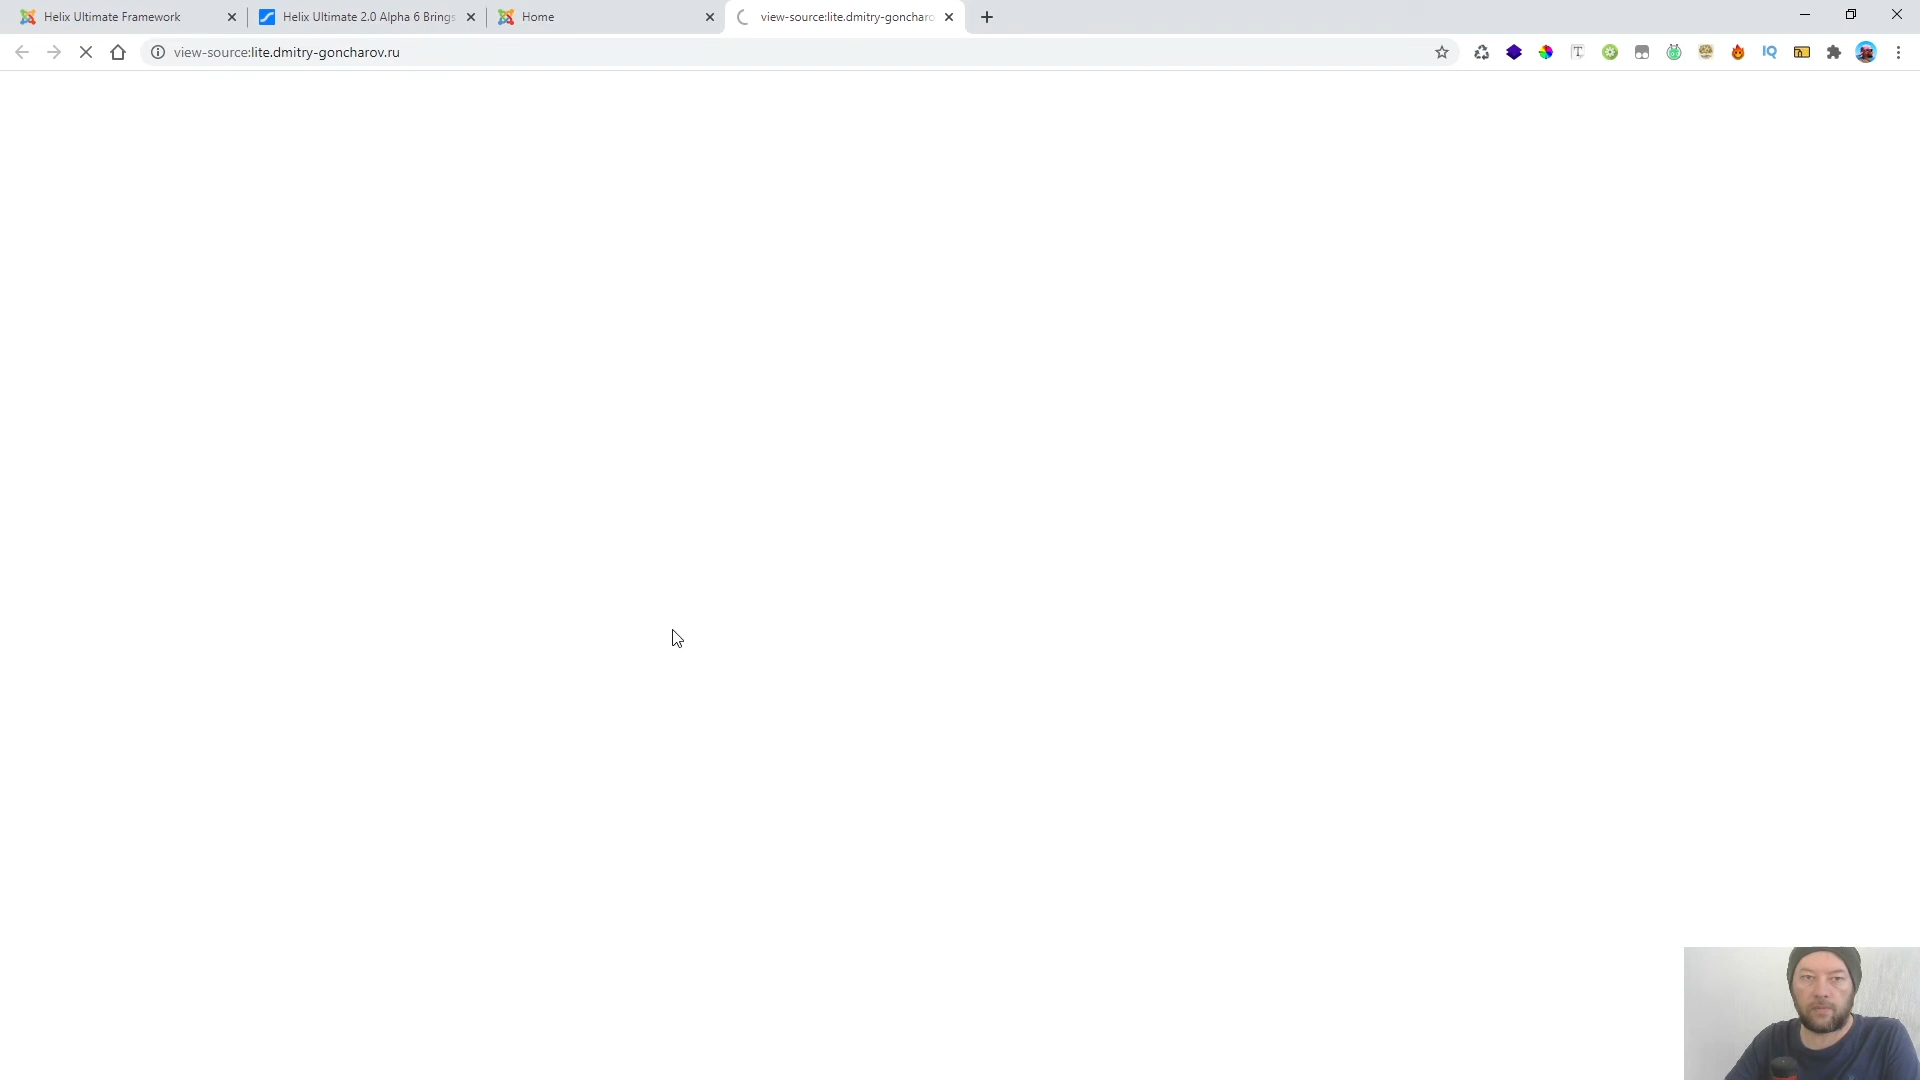 Helix Ultimate Framework
Helix Ultimate 2.0 Alpha 6 Brings
Home
view-source:lite.dmitry-goncharo
view-source:lite.dmitry-goncharov.ru
T
IQ